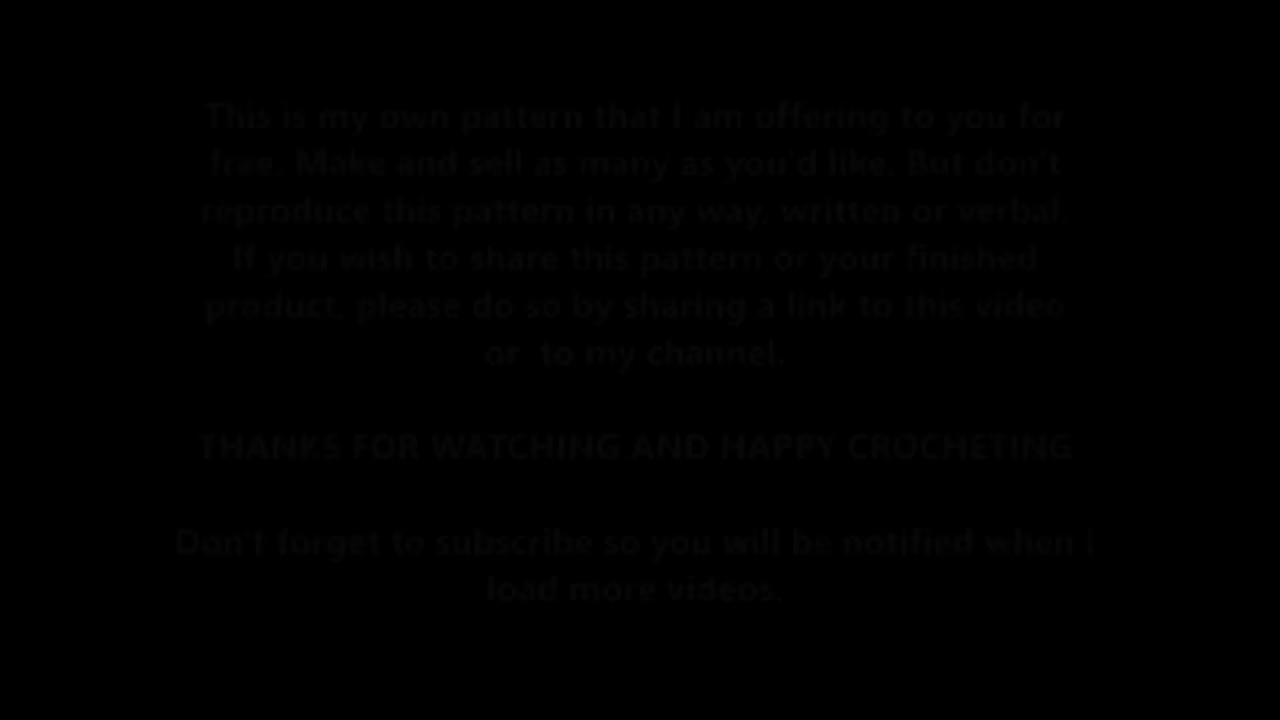 This is my own pattern that I am offering to you for
free. Make and sell as many as you'd like. But don't
reproduce this pattern in any way, written or verbal.
If you wish to share this pattern or your finished
product, please do so by sharing a link to this video
or to my channel.
THANKS FOR WATCHING AND HAPPY CROCHETING
Don't forget to subscribe so you will be notified when I
load more videos.